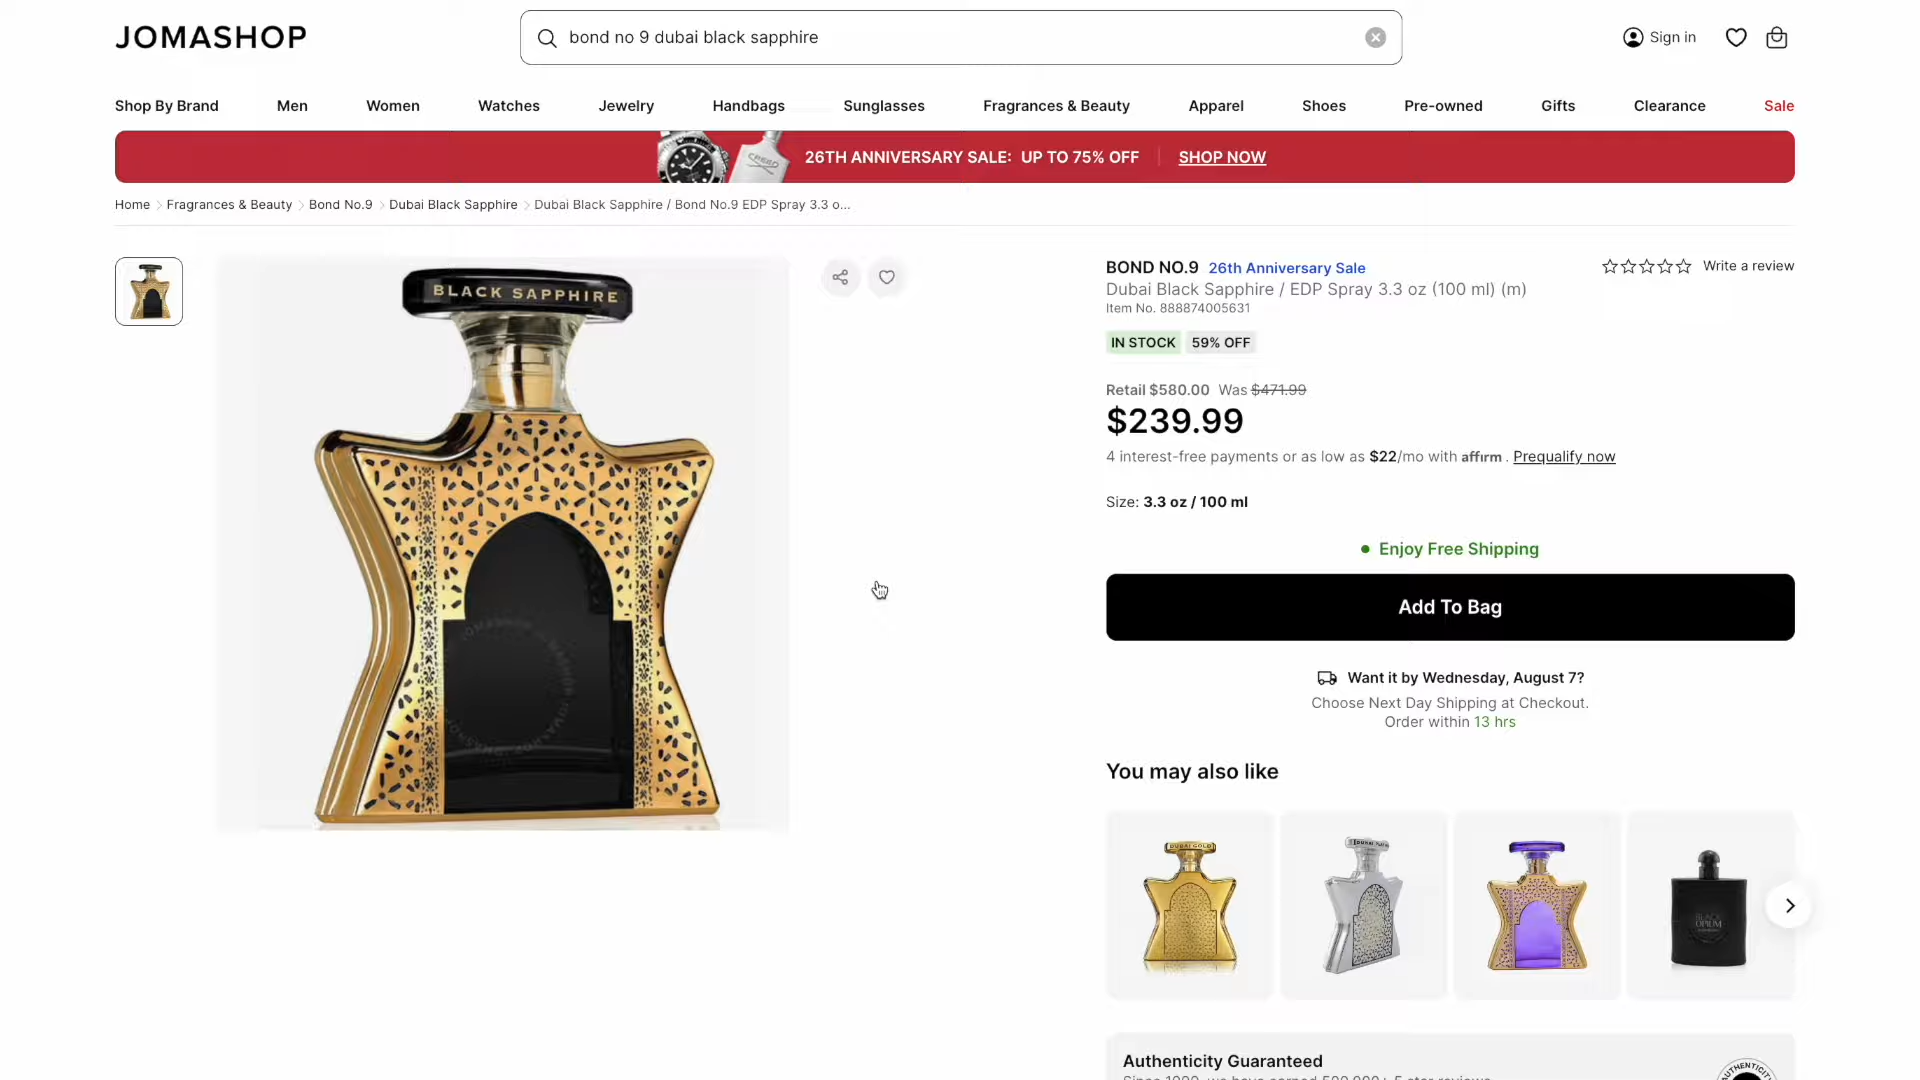 JOMASHOP
bond no 9 dubai black sapphire
Sign in
Shop By Brand Men Women Watches Jewelry Handbags Sunglasses Fragrances & Beauty Apparel Shoes Pre-owned Gifts Clearance Sale
CREED
26TH ANNIVERSARY SALE: UP TO 75% OFF SHOP NOW
Home Fragrances & Beauty Bond No.9 Dubai Black Sapphire Dubai Black Sapphire / Bond No.9 EDP Spray 3.3 o...
BLACK SAPPHIRE
BOND NO.9 26th Anniversary Sale
Write a review
Dubai Black Sapphire / EDP Spray 3.3 oz (100 ml) (m)
Item No. 888874005631
IN STOCK 59% OFF
Retail $580.00 Was $471.99
$239.99
4 interest-free payments or as low as $22/mo with affirm . Prequalify now
Size: 3.3 oz / 100 ml
Enjoy Free Shipping
Add To Bag
Want it by Wednesday, August 7?
Choose Next Day Shipping at Checkout.
Order within 13 hrs
You may also like
DUBAI GOLD
BLACK
OPIUM
Authenticity Guaranteed